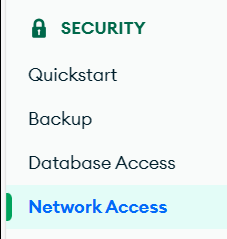 SECURITY
Quickstart
Backup
Database Access
Network Access